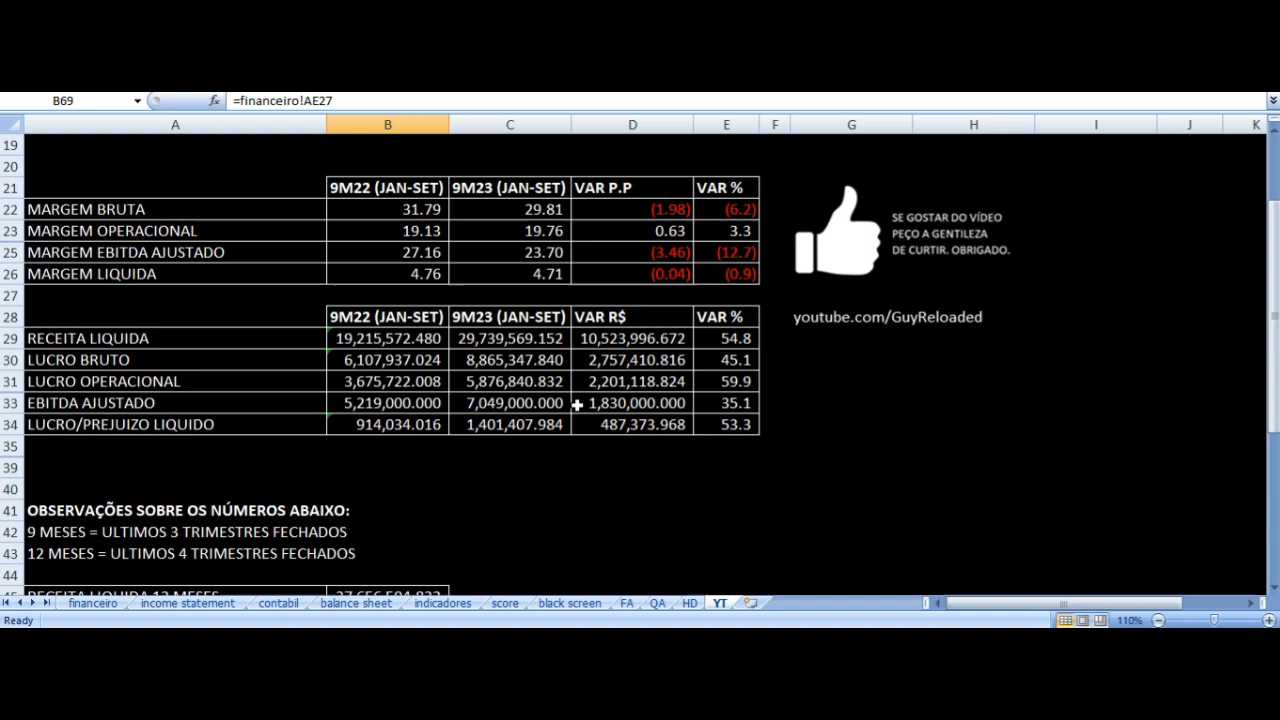 B69 =financeiro!AE27
A B C D E F G H I J K
19
20
21 9M22 (JAN-SET) 9M23 (JAN-SET) VAR P.P VAR %
22 MARGEM BRUTA 31.79 29.81 (1.98) (6.2)
23 MARGEM OPERACIONAL 19.13 19.76 0.63 3.3
25 MARGEM EBITDA AJUSTADO 27.16 23.70 (3.46) (12.7)
26 MARGEM LIQUIDA 4.76 4.71 (0.04) (0.9)
SE GOSTAR DO VÍDEO
PEÇO A GENTILEZA
DE CURTIR. OBRIGADO.
27
28 9M22 (JAN-SET) 9M23 (JAN-SET) VAR R$ VAR %
youtube.com/GuyReloaded
29 RECEITA LIQUIDA 19,215,572.480 29,739,569.152 10,523,996.672 54.8
30 LUCRO BRUTO 6,107,937.024 8,865,347.840 2,757,410.816 45.1
31 LUCRO OPERACIONAL 3,675,722.008 5,876,840.832 2,201,118.824 59.9
33 EBITDA AJUSTADO 5,219,000.000 7,049,000.000 1,830,000.000 35.1
34 LUCRO/PREJUIZO LIQUIDO 914,034.016 1,401,407.984 487,373.968 53.3
35
39
40
41 OBSERVAÇÕES SOBRE OS NÚMEROS ABAIXO:
42 9 MESES = ULTIMOS 3 TRIMESTRES FECHADOS
43 12 MESES = ULTIMOS 4 TRIMESTRES FECHADOS
44
RECEITA LIQUIDA 12 MESES
financeiro income statement contabil balance sheet indicadores score black screen FA QA HD YT
Ready 110%